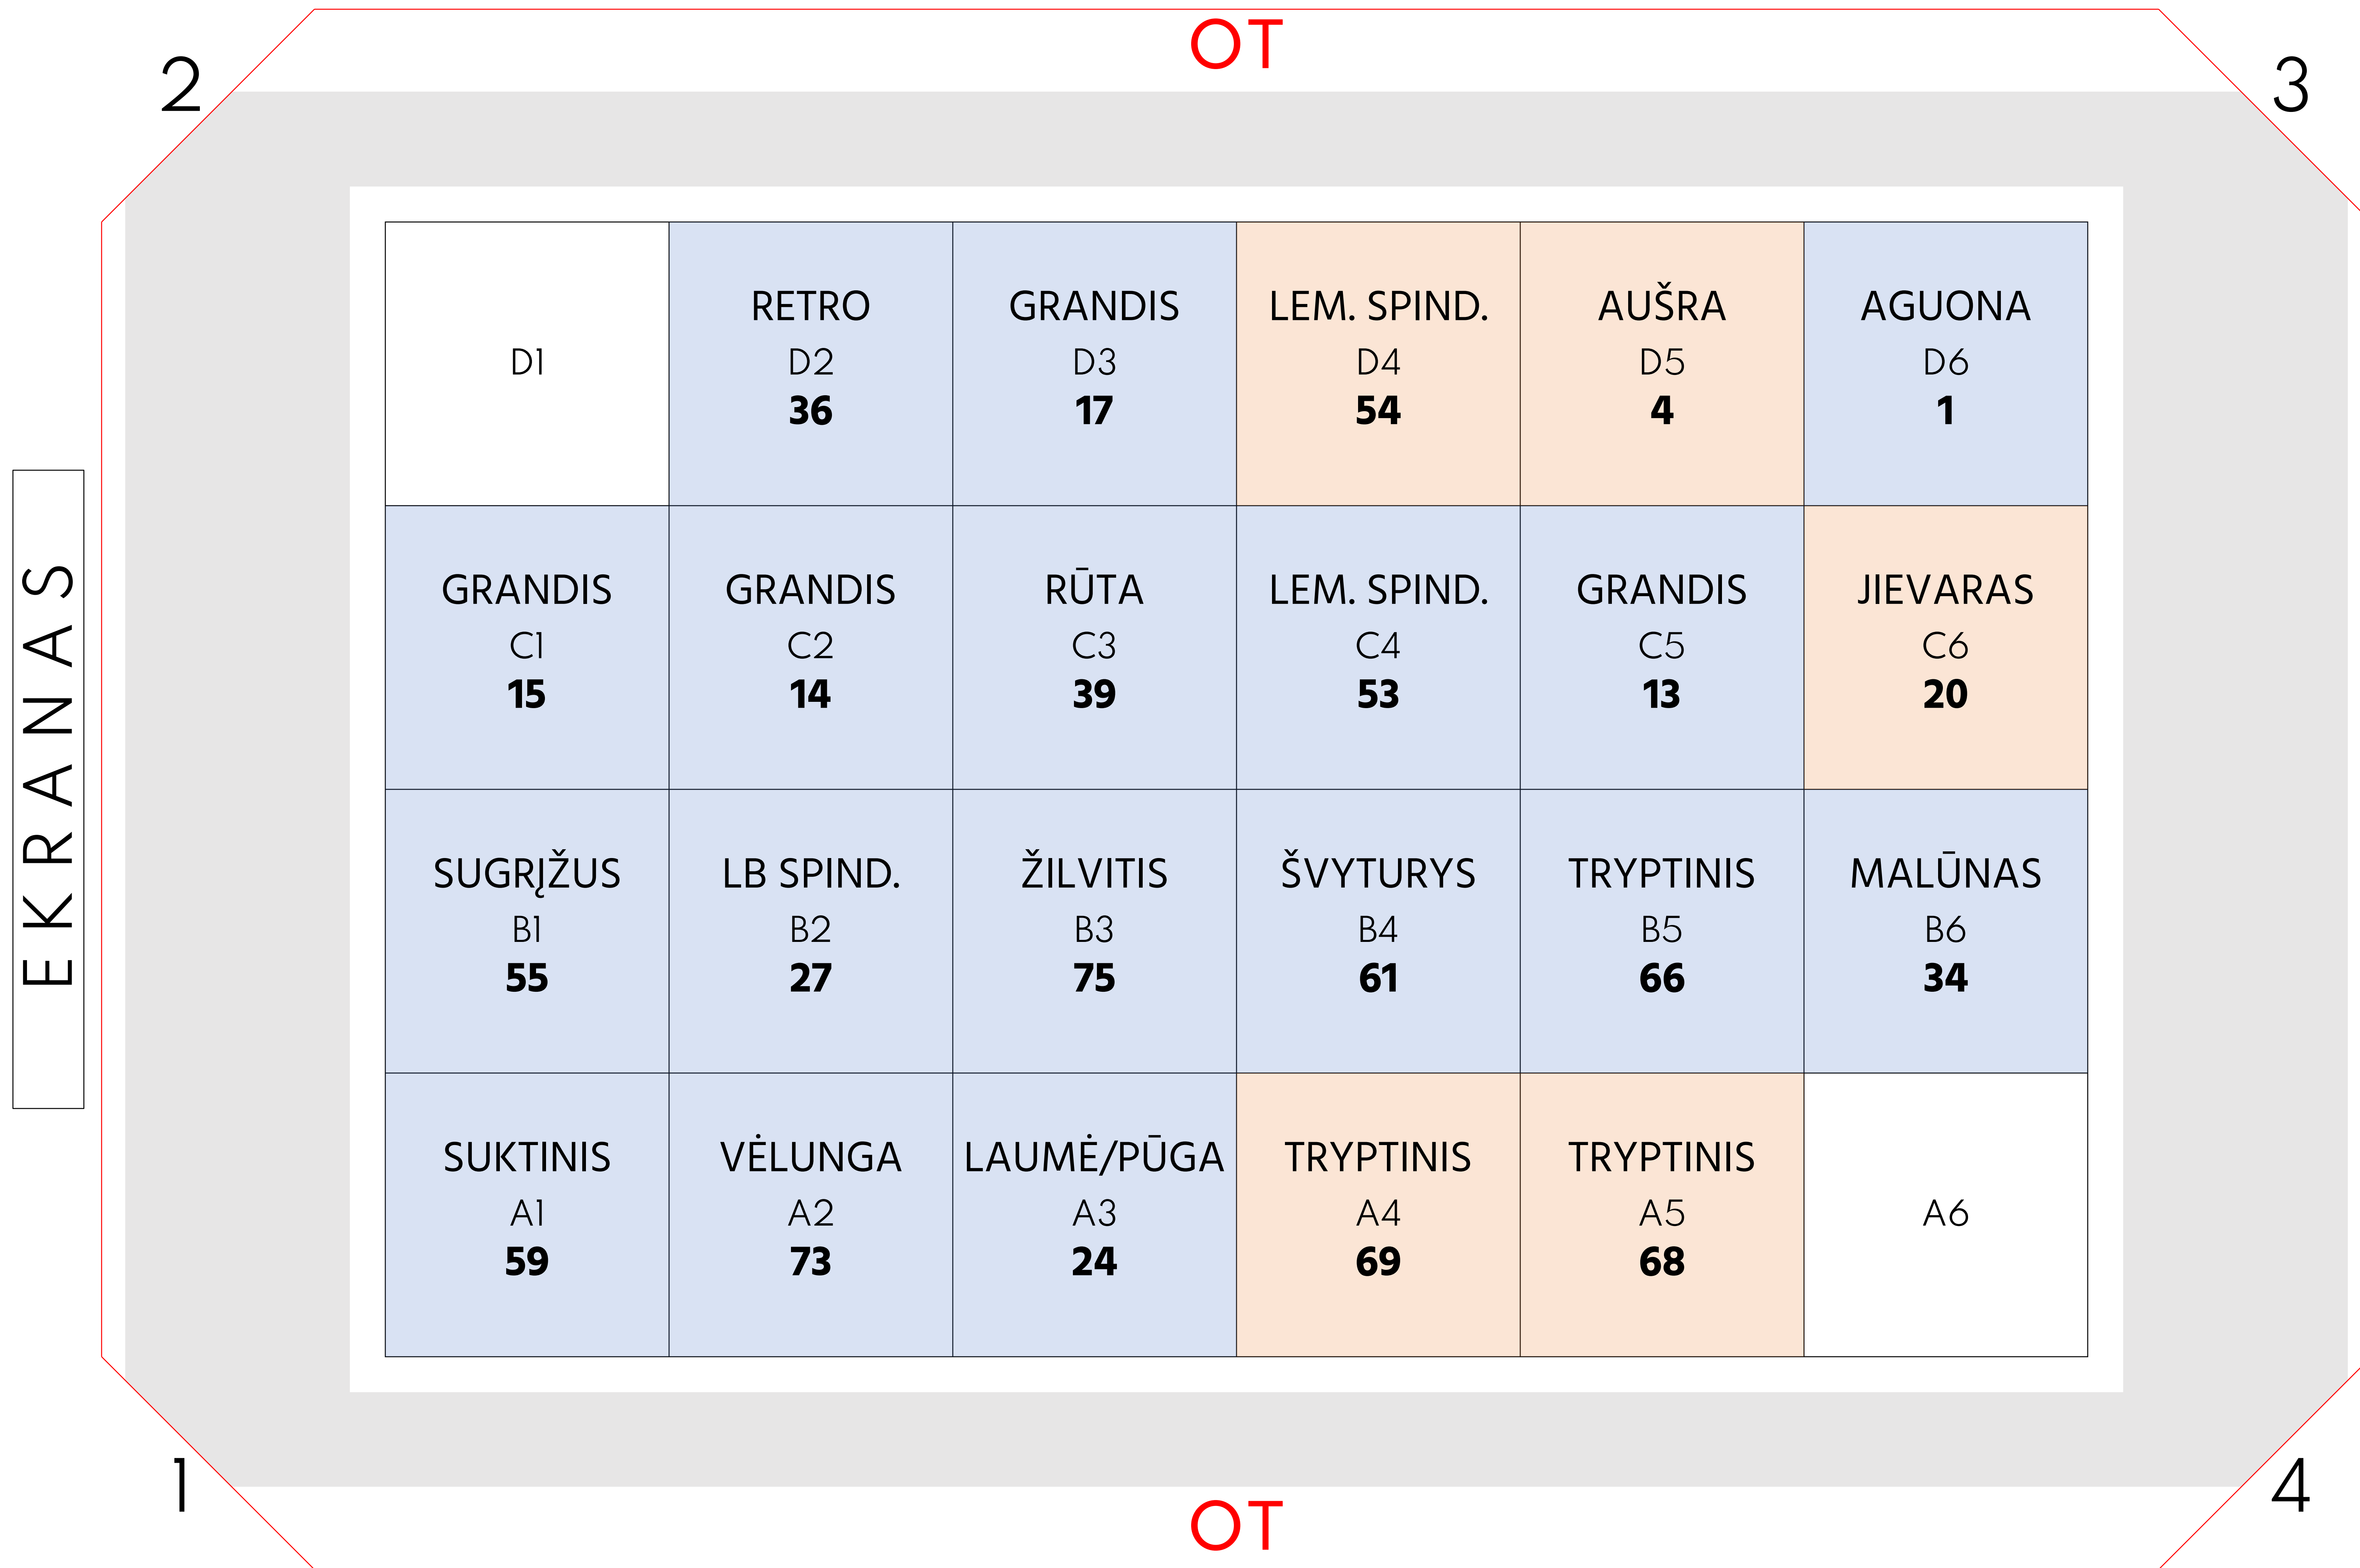 OT
2
3
EKRANAS
D1
RETRO
D2
36
GRANDIS
D3
17
LEM. SPIND.
D4
54
AUŠRA
D5
4
AGUONA
D6
1
GRANDIS
C1
15
GRANDIS
C2
14
RŪTA
C3
39
LEM. SPIND.
C4
53
GRANDIS
C5
13
JIEVARAS
C6
20
SUGRĮŽUS
B1
55
LB SPIND.
B2
27
ŽILVITIS
B3
75
ŠVYTURYS
B4
61
TRYPTINIS
B5
66
MALŪNAS
B6
34
SUKTINIS
A1
59
VĖLUNGA
A2
73
LAUMĖ/PŪGA
A3
24
TRYPTINIS
A4
69
TRYPTINIS
A5
68
A6
1
4
OT